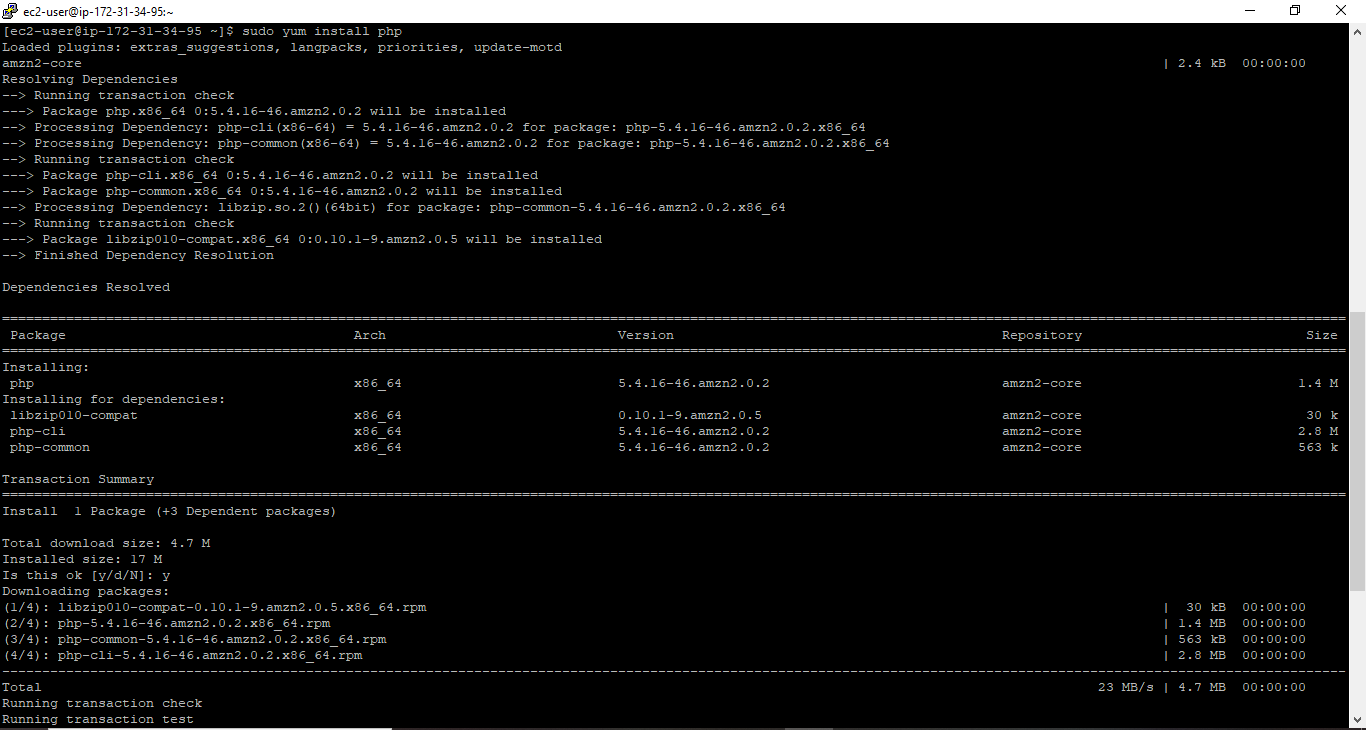 ec2-user@ip-172-31-34-95:~
[ec2-user@ip-172-31-34-95 ~]$ sudo yum install php
Loaded plugins: extras_suggestions, langpacks, priorities, update-motd
amzn2-core | 2.4 kB 00:00:00
Resolving Dependencies
--> Running transaction check
---> Package php.x86_64 0:5.4.16-46.amzn2.0.2 will be installed
--> Processing Dependency: php-cli(x86-64) = 5.4.16-46.amzn2.0.2 for package: php-5.4.16-46.amzn2.0.2.x86_64
--> Processing Dependency: php-common(x86-64) = 5.4.16-46.amzn2.0.2 for package: php-5.4.16-46.amzn2.0.2.x86_64
--> Running transaction check
---> Package php-cli.x86_64 0:5.4.16-46.amzn2.0.2 will be installed
---> Package php-common.x86_64 0:5.4.16-46.amzn2.0.2 will be installed
--> Processing Dependency: libzip.so.2()(64bit) for package: php-common-5.4.16-46.amzn2.0.2.x86_64
--> Running transaction check
---> Package libzip010-compat.x86_64 0:0.10.1-9.amzn2.0.5 will be installed
--> Finished Dependency Resolution
Dependencies Resolved
Package Arch Version Repository Size
Installing:
php x86_64 5.4.16-46.amzn2.0.2 amzn2-core 1.4 M
Installing for dependencies:
libzip010-compat x86_64 0.10.1-9.amzn2.0.5 amzn2-core 30 k
php-cli x86_64 5.4.16-46.amzn2.0.2 amzn2-core 2.8 M
php-common x86_64 5.4.16-46.amzn2.0.2 amzn2-core 563 k
Transaction Summary
Install 1 Package (+3 Dependent packages)
Total download size: 4.7 M
Installed size: 17 M
Is this ok [y/d/N]: y
Downloading packages:
(1/4): libzip010-compat-0.10.1-9.amzn2.0.5.x86_64.rpm | 30 kB 00:00:00
(2/4): php-5.4.16-46.amzn2.0.2.x86_64.rpm | 1.4 MB 00:00:00
(3/4): php-common-5.4.16-46.amzn2.0.2.x86_64.rpm | 563 kB 00:00:00
(4/4): php-cli-5.4.16-46.amzn2.0.2.x86_64.rpm | 2.8 MB 00:00:00
Total 23 MB/s | 4.7 MB 00:00:00
Running transaction check
Running transaction test